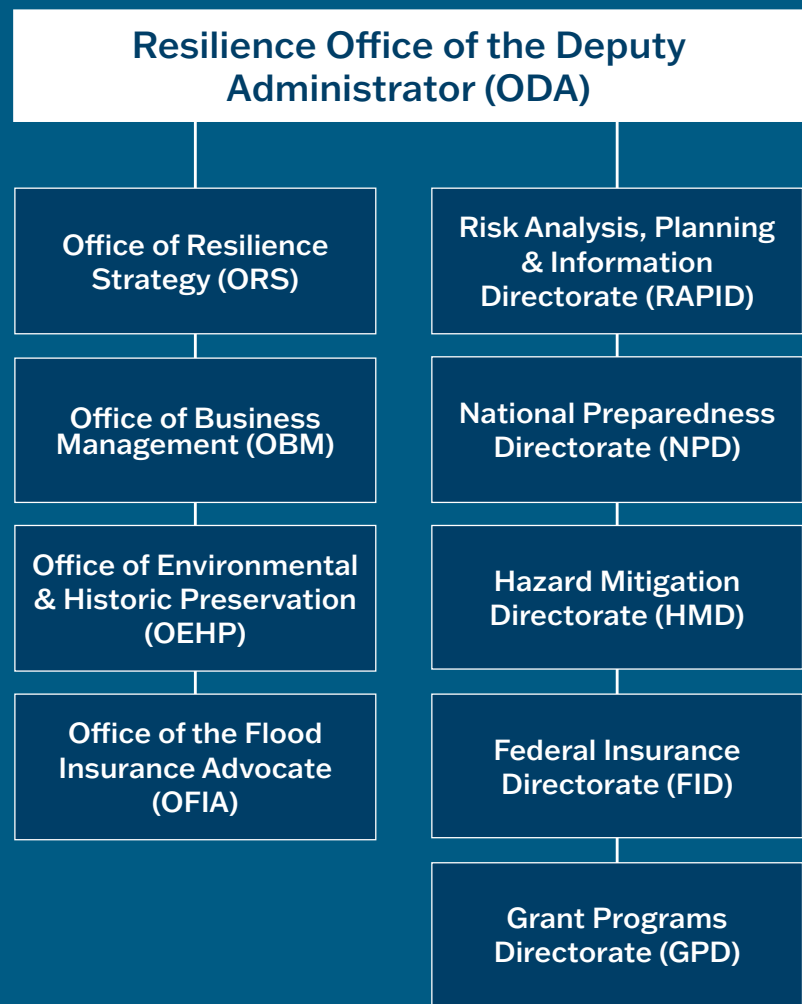 Resilience Office of the Deputy
Administrator (ODA)
Office of Resilience
Strategy (ORS)
Office of Business
Management (OBM)
Office of Environmental
& Historic Preservation
(OEHP)
Office of the Flood
Insurance Advocate
(OFIA)
Risk Analysis, Planning
& Information
Directorate (RAPID)
National Preparedness
Directorate (NPD)
Hazard Mitigation
Directorate (HMD)
Federal Insurance
Directorate (FID)
Grant Programs
Directorate (GPD)